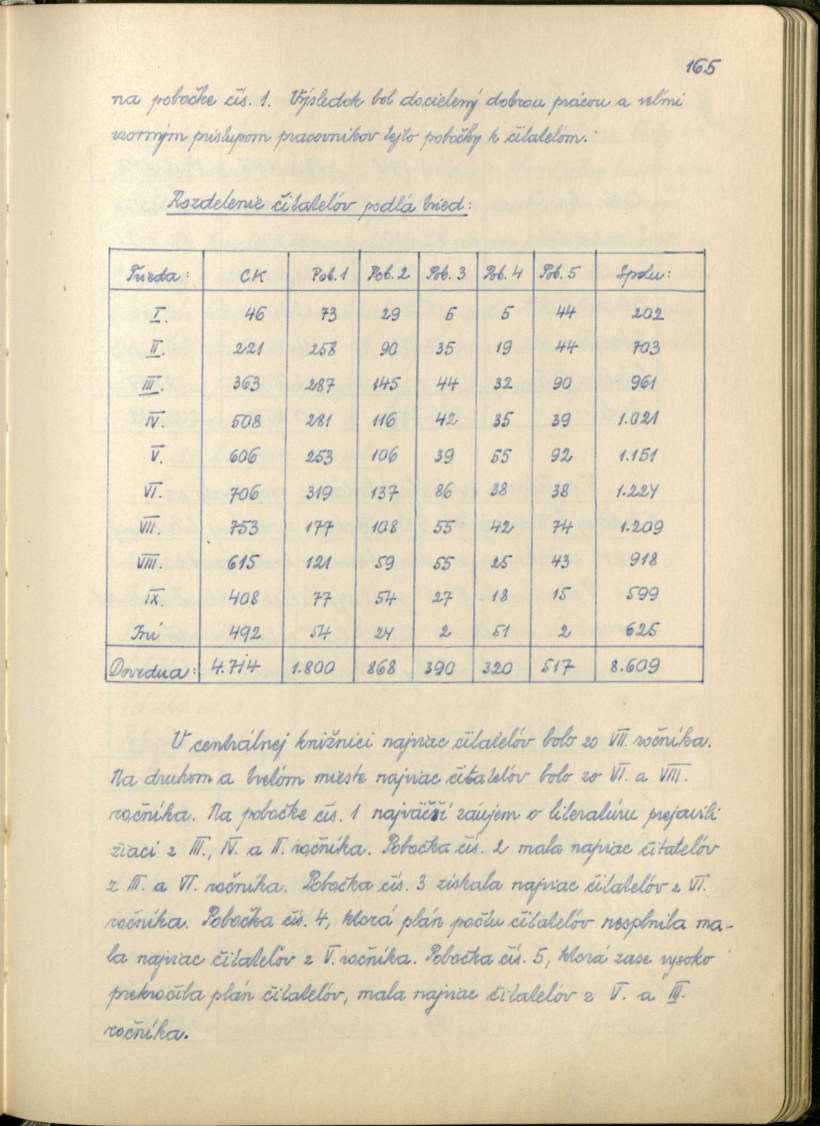 165
na pobočke čís. 1. Výsledok bol docielený dobrou prácou a veľmi
vzorným prístupom pracovníkov tejto pobočky k čitateľom.
Rozdelenie čitateľov podľa tried:
Trieda: CK Pob. 1 Pob. 2 Pob. 3 Pob. 4 Pob. 5 Spolu:
I. 46 73 29 5 5 44 202
II. 221 258 90 35 19 44 703
III. 363 287 145 44 32 90 961
IV. 508 281 116 42 35 39 1.021
V. 606 253 106 39 55 92 1.151
VI. 706 319 137 86 38 38 1.224
VII. 753 177 108 55 42 74 1.209
VIII. 615 121 59 55 25 43 918
IX. 408 77 54 27 18 15 599
Iní 492 54 24 2 51 2 625
Dovedna: 4.714 1.800 868 390 320 517 8.609
V centrálnej knižnici najviac čitateľov bolo zo VII. ročníka.
Na druhom a treťom mieste najviac čitateľov bolo zo VI. a VIII.
ročníka. Na pobočke čís. 1 najväčší záujem o literatúru prejavili
žiaci z III., IV. a II. ročníka. Pobočka čís. 2 mala najviac čitateľov
z III. a VI. ročníka. Pobočka čís. 3 získala najviac čitateľov z VI.
ročníka. Pobočka čís. 4, ktorá plán počtu čitateľov nesplnila ma-
la najviac čitateľov z V. ročníka. Pobočka čís. 5, ktorá zase vysoko
prekročila plán čitateľov, mala najviac čitateľov z V. a III.
ročníka.